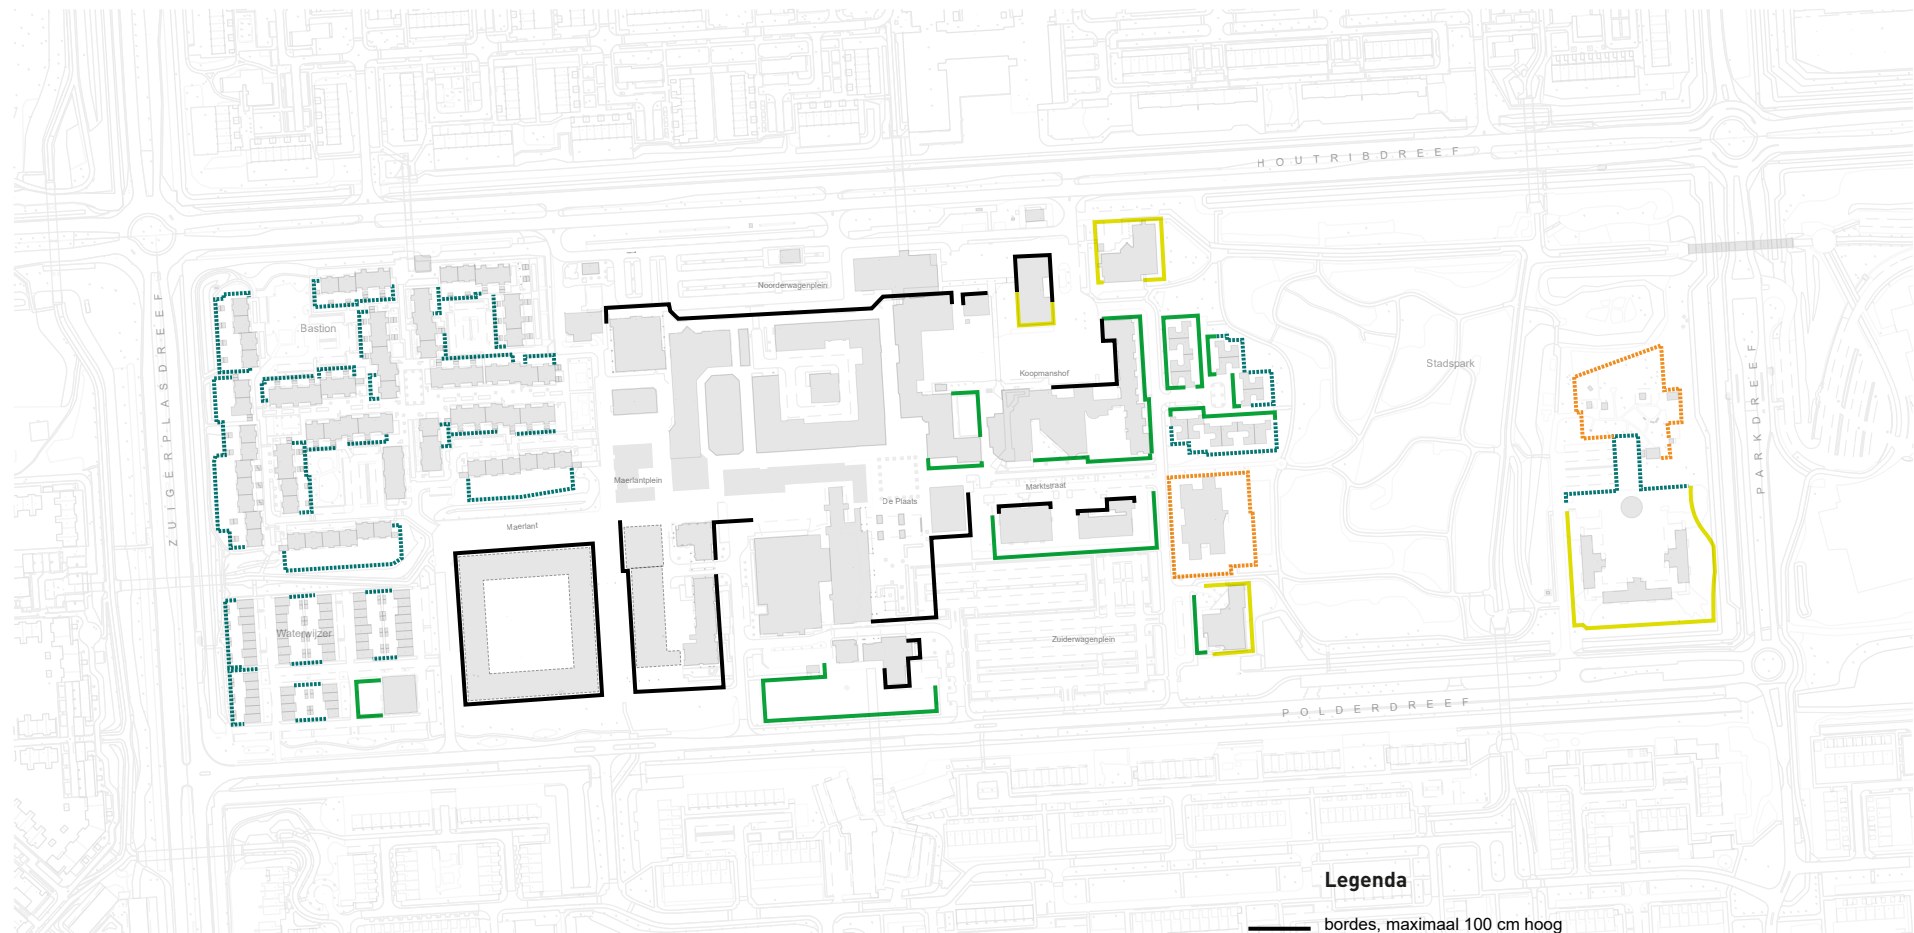 HOUTRIBDREEF
Noorderwagenplein
ZUIGERPLASDREEF
Bastion
Koopmanshof
Stadspark
PARKDREEF
Maerlantplein
Marktstraat
De Plaats
Maerlant
Waterwijzer
Zuiderwagenplein
POLDERDREEF
Legenda
bordes, maximaal 100 cm hoog